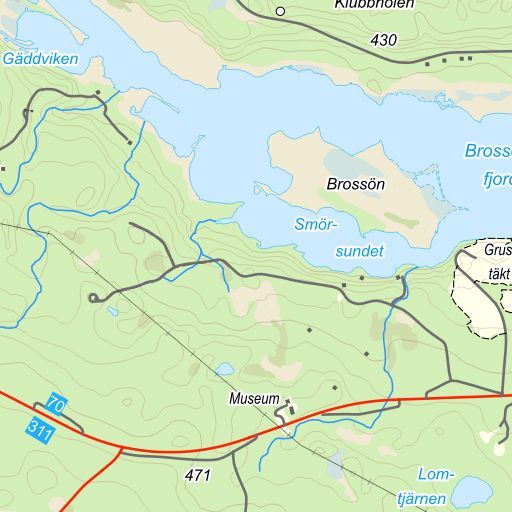 Klubbholen
430
Gäddviken
Brossö
fjord
Brossön
Smör-
sundet
Grus
täkt
Museum
70
311
471
Lom-
tjärnen